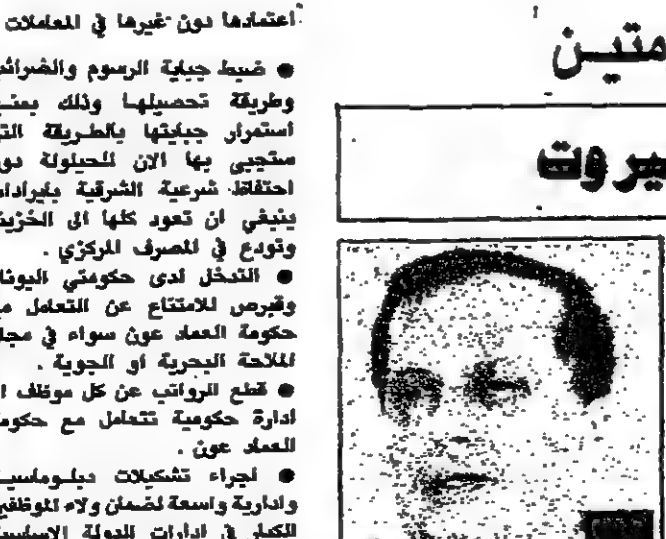 متين
بيروت
اعتمادها دون غيرها في المعاملات
● ضبط جباية الرسوم والضرائب
وطريقة تحصيلها وذلك بمنع
استمرار جبايتها بالطريقة التي
ستجبى بها الان للحيلولة دون
احتفاظ شرعية الشرقية بايرادات
ينبغي ان تعود كلها الى الخزينة
وتودع في المصرف المركزي .
● التدخل لدى حكومتي اليونان
وقبرص للامتناع عن التعامل مع
حكومة العماد عون سواء في مجال
الملاحة البحرية او الجوية .
● قطع الرواتب عن كل موظف او
ادارة حكومية تتعامل مع حكومة
العماد عون .
● اجراء تشكيلات دبلوماسية
وادارية واسعة لضمان ولاء الموظفين
الكبار في ادارات الدولة الاساسية